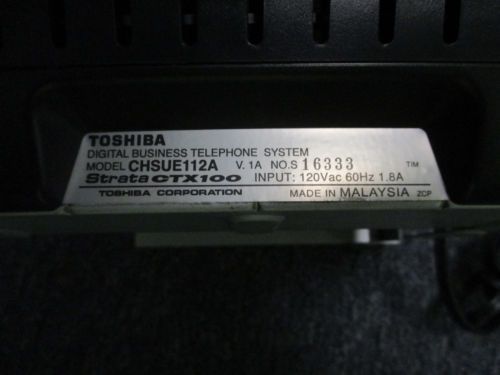 TOSHIBA
DIGITAL BUSINESS TELEPHONE SYSTEM
MODEL CHSUE112A V. 1A NO.S 16333 TIM
Strata CTX100 INPUT: 120Vac 60Hz 1.8A
TOSHIBA CORPORATION MADE IN MALAYSIA ZCP